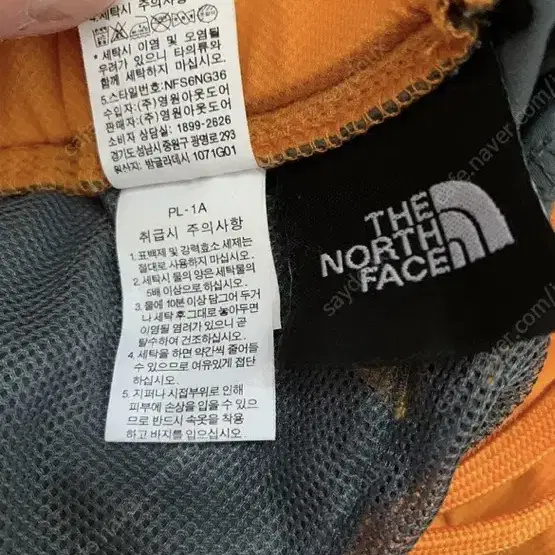 4.세탁시 주의사항
* 세탁시 이염 및 오염될
우려가 있으니 타의류와
함께 세탁하지 마십시오.
5.스타일번호:NFS6NG36
수입자:(주)영원아웃도어
판매자:(주)영원아웃도어
소비자 상담실: 1899-2626
경기도성남시중원구 광명로293
원산지: 방글라데시 1071G01
PL-1A
취급시 주의사항
1. 표백제 및 강력효소 세제는
절대로 사용하지 마십시오.
2. 세탁시 물의 양은 세탁물의
5배 이상으로 하십시오.
3. 물에 10분 이상 담그어 두거
나 세탁 후 그대로 놓아두면
이염될 염려가 있으니 곧
탈수하여 건조하십시오.
4. 세탁을 하면 약간씩 줄어들
수 있으므로 여유있게 접단
하십시오.
5. 지퍼나 시접부위로 인해
피부에 손상을 입을 수 있으
므로 반드시 속옷을 착용
하고 바지를 입으십시오
THE
NORTH
FACE